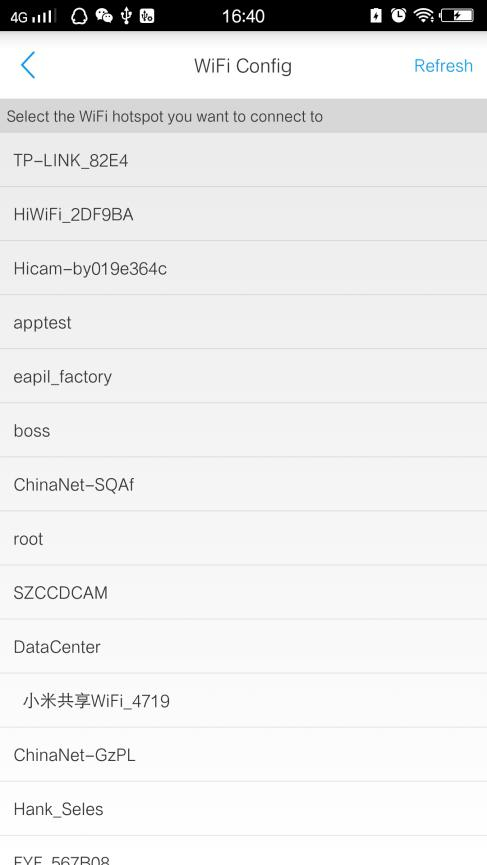 4G 16:40
WiFi Config Refresh
Select the WiFi hotspot you want to connect to
TP-LINK_82E4
HiWiFi_2DF9BA
Hicam-by019e364c
apptest
eapil_factory
boss
ChinaNet-SQAf
root
SZCCDCAM
DataCenter
小米共享WiFi_4719
ChinaNet-GzPL
Hank_Seles